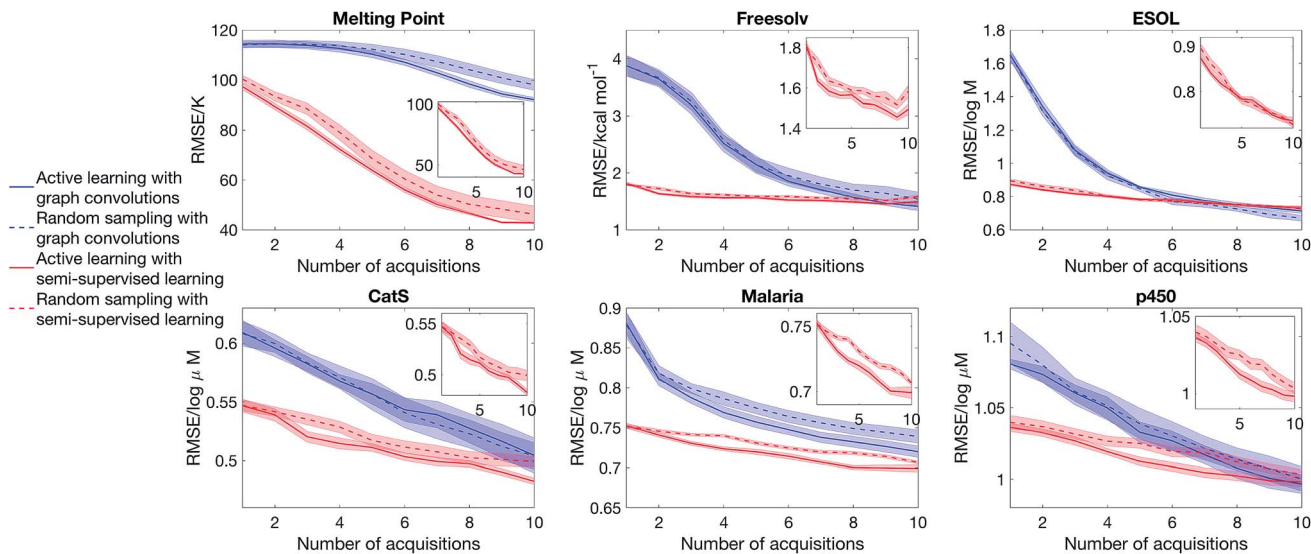 Active learning with
graph convolutions
Random sampling with
graph convolutions
Active learning with
semi-supervised learning
Random sampling with
semi-supervised learning
Melting Point
RMSE/K
120
100
80
60
40
2 4 6 8 10
Number of acquisitions
100
50
5 10
Freesolv
RMSE/kcal mol⁻¹
4
3
2
1
2 4 6 8 10
Number of acquisitions
1.8
1.6
1.4
5 10
ESOL
RMSE/log M
1.8
1.6
1.4
1.2
1
0.8
0.6
2 4 6 8 10
Number of acquisitions
0.9
0.8
5 10
CatS
RMSE/log μ M
0.6
0.55
0.5
2 4 6 8 10
Number of acquisitions
0.55
0.5
5 10
Malaria
RMSE/log μ M
0.9
0.85
0.8
0.75
0.7
0.65
2 4 6 8 10
Number of acquisitions
0.75
0.7
5 10
p450
RMSE/log μM
1.1
1.05
1
2 4 6 8 10
Number of acquisitions
1.05
1
5 10